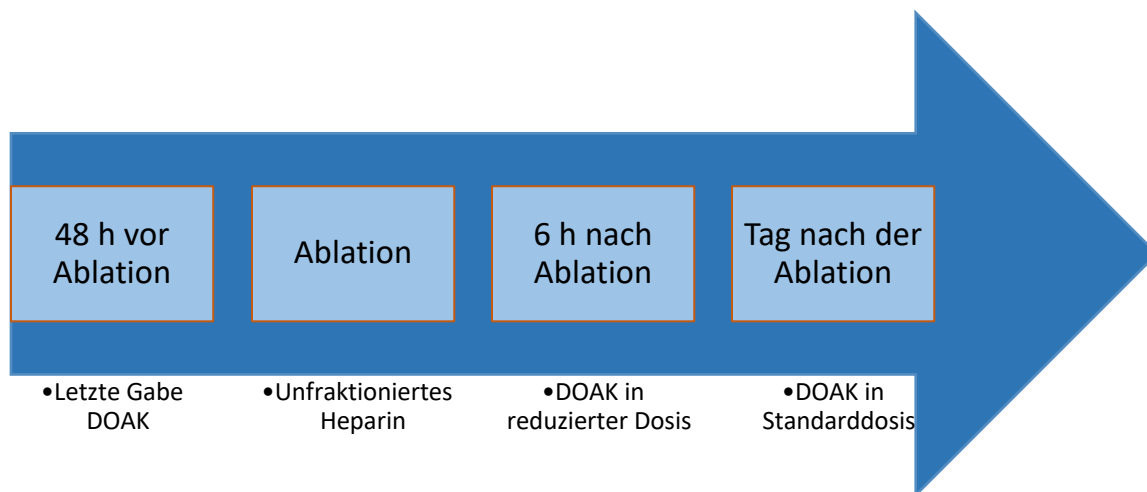 48 h vor
Ablation
Ablation
6 h nach
Ablation
Tag nach der
Ablation
•Letzte Gabe
DOAK
•Unfraktioniertes
Heparin
•DOAK in
reduzierter Dosis
•DOAK in
Standarddosis